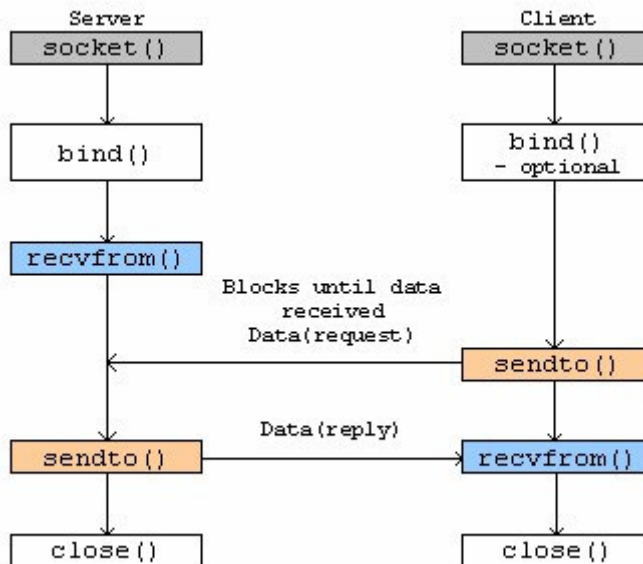 Server
Client
socket()
socket()
bind()
bind()
- optional
recvfrom()
Blocks until data
received
Data(request)
sendto()
Data(reply)
sendto()
recvfrom()
close()
close()